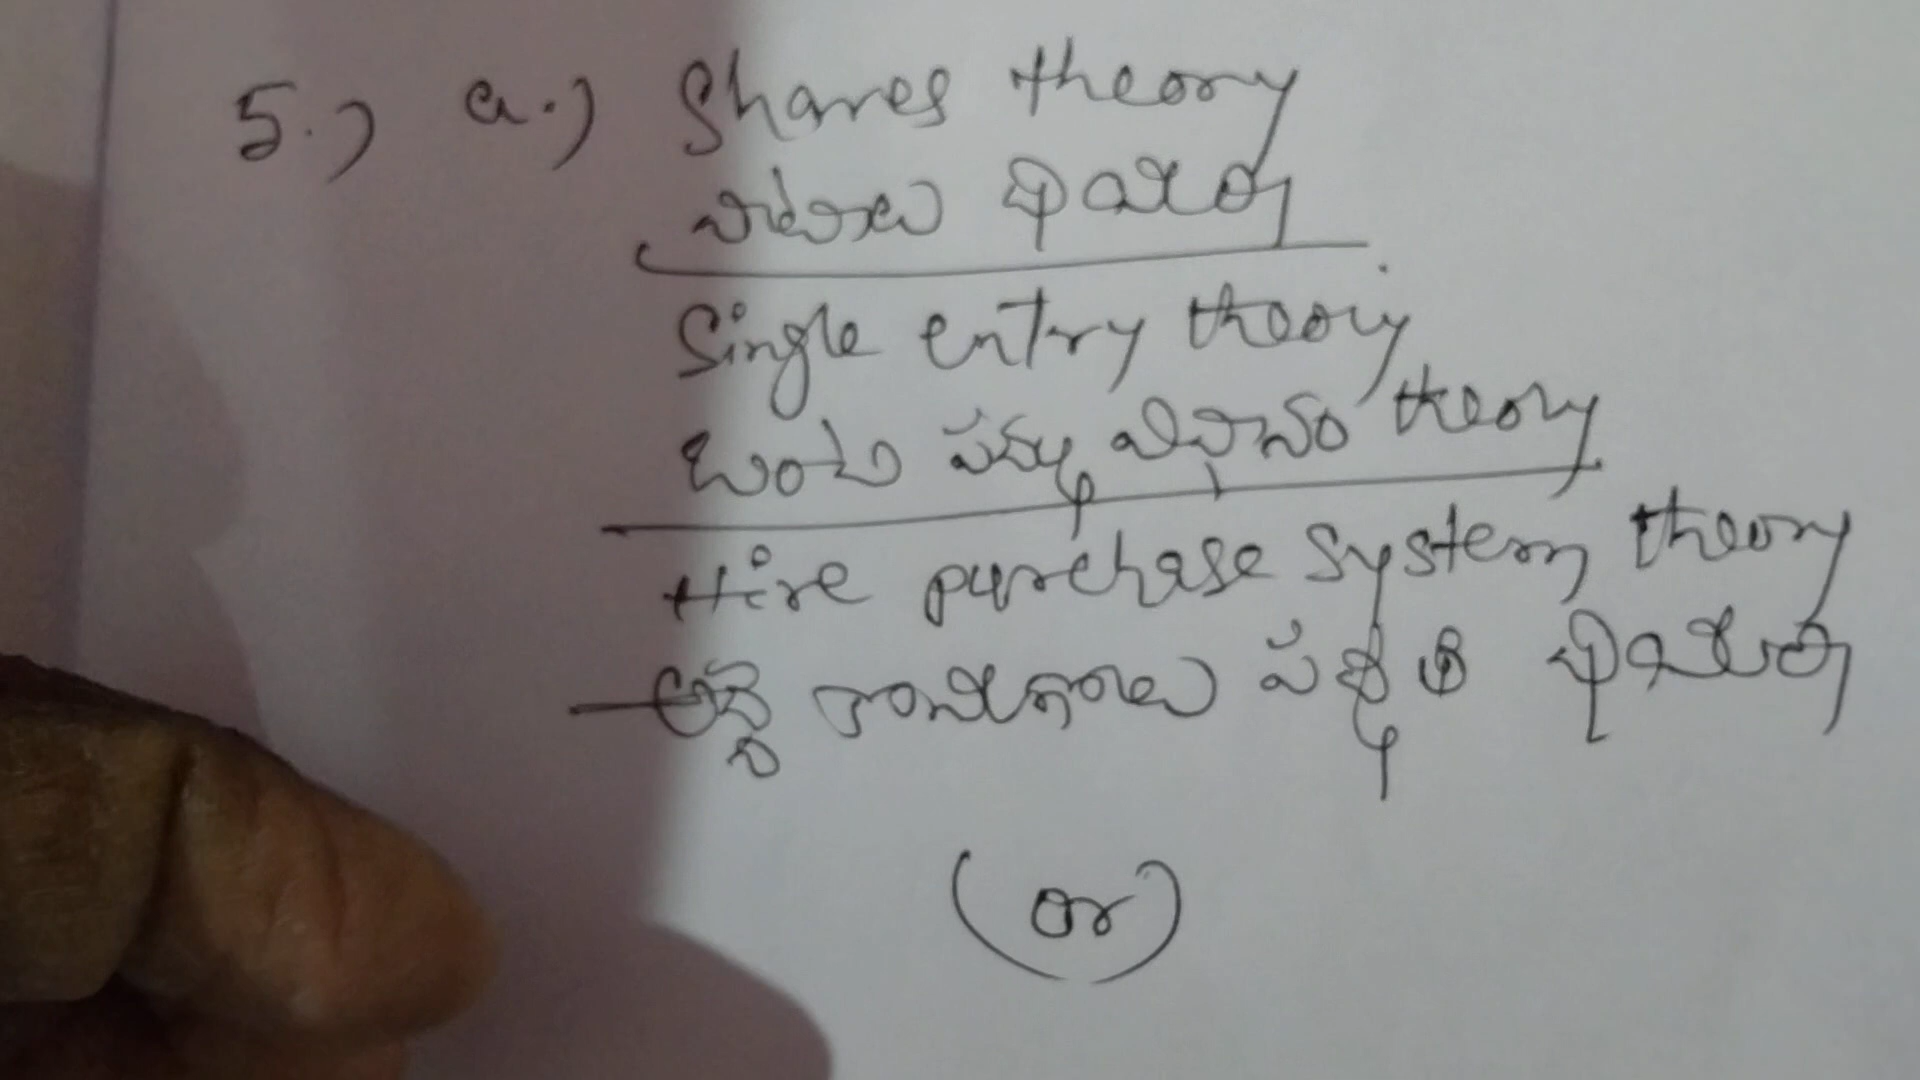 5.) a.) Shares theory
వాటాలు థియరీ
Single entry theory
ఒంటి పద్దు విధానం theory
Hire purchase System theory
అద్దె కొనుగోలు పద్ధతి థియరీ
(or)